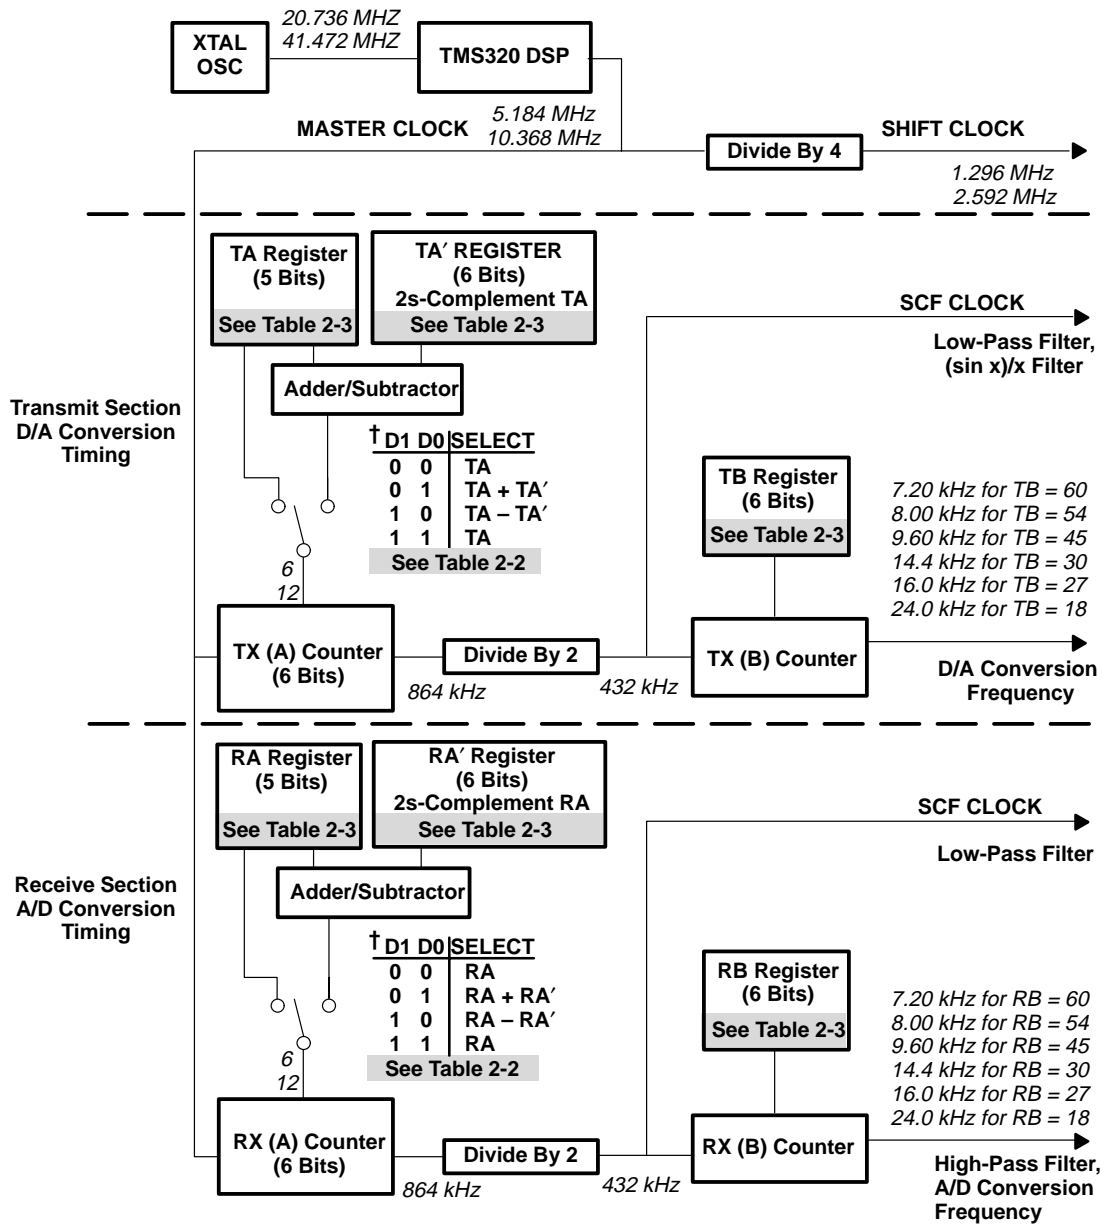 20.736 MHZ
41.472 MHZ
XTAL
OSC
TMS320 DSP
MASTER CLOCK
5.184 MHz
10.368 MHz
Divide By 4
SHIFT CLOCK
1.296 MHz
2.592 MHz
TA Register
(5 Bits)
See Table 2-3
TA′ REGISTER
(6 Bits)
2s-Complement TA
See Table 2-3
SCF CLOCK
Low-Pass Filter,
(sin x)/x Filter
Adder/Subtractor
Transmit Section
D/A Conversion
Timing
† D1 D0 SELECT
0 0 TA
0 1 TA + TA′
1 0 TA – TA′
1 1 TA
See Table 2-2
TB Register
(6 Bits)
See Table 2-3
7.20 kHz for TB = 60
8.00 kHz for TB = 54
9.60 kHz for TB = 45
14.4 kHz for TB = 30
16.0 kHz for TB = 27
24.0 kHz for TB = 18
6
12
TX (A) Counter
(6 Bits)
864 kHz
Divide By 2
432 kHz
TX (B) Counter
D/A Conversion
Frequency
RA Register
(5 Bits)
See Table 2-3
RA′ Register
(6 Bits)
2s-Complement RA
See Table 2-3
SCF CLOCK
Low-Pass Filter
Adder/Subtractor
Receive Section
A/D Conversion
Timing
† D1 D0 SELECT
0 0 RA
0 1 RA + RA′
1 0 RA – RA′
1 1 RA
See Table 2-2
RB Register
(6 Bits)
See Table 2-3
7.20 kHz for RB = 60
8.00 kHz for RB = 54
9.60 kHz for RB = 45
14.4 kHz for RB = 30
16.0 kHz for RB = 27
24.0 kHz for RB = 18
6
12
RX (A) Counter
(6 Bits)
864 kHz
Divide By 2
432 kHz
RX (B) Counter
High-Pass Filter,
A/D Conversion
Frequency